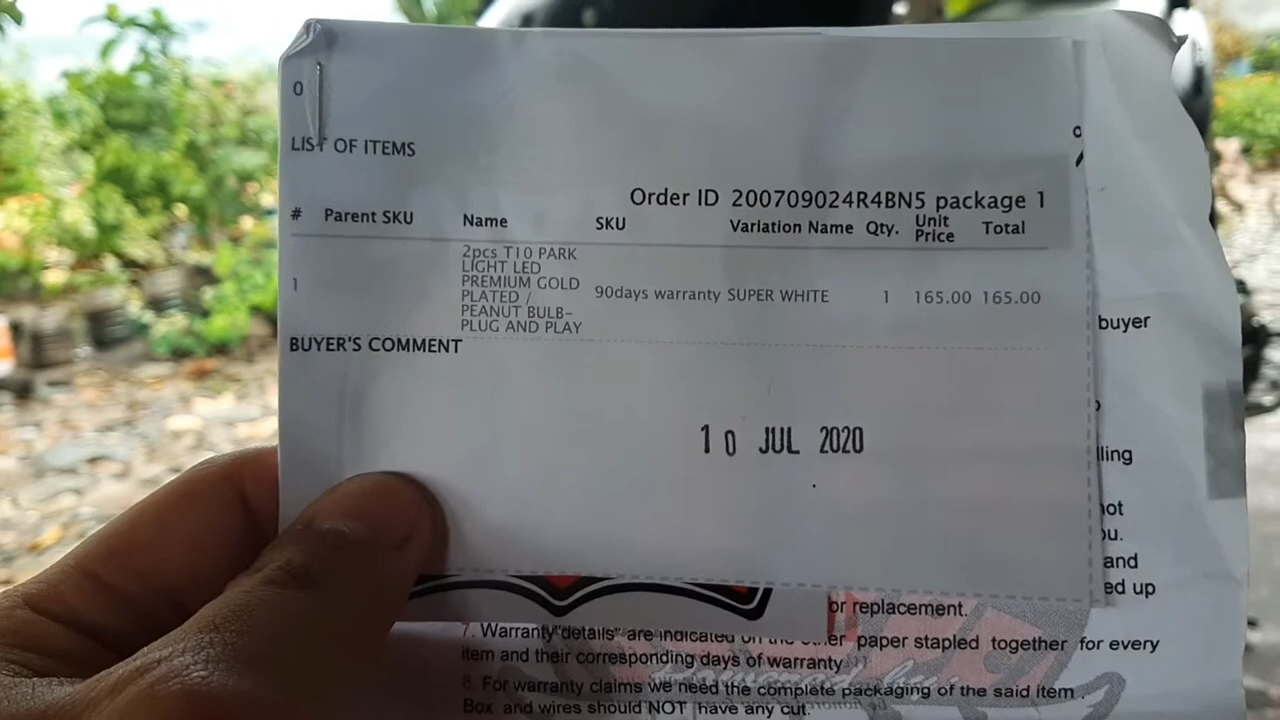 0
LIST OF ITEMS
Order ID 200709024R4BN5 package 1
# Parent SKU Name SKU Variation Name Qty. Unit Price Total
2pcs T10 PARK
LIGHT LED
PREMIUM GOLD
PLATED /
PEANUT BULB-
PLUG AND PLAY
1 90days warranty SUPER WHITE 1 165.00 165.00
BUYER'S COMMENT
10 JUL 2020
buyer
lling
not
ou.
and
ed up
or replacement.
7. Warranty "details" are indicated on the other paper stapled together for every
item and their corresponding days of warranty
8. For warranty claims we need the complete packaging of the said item.
Box and wires should NOT have any cut.